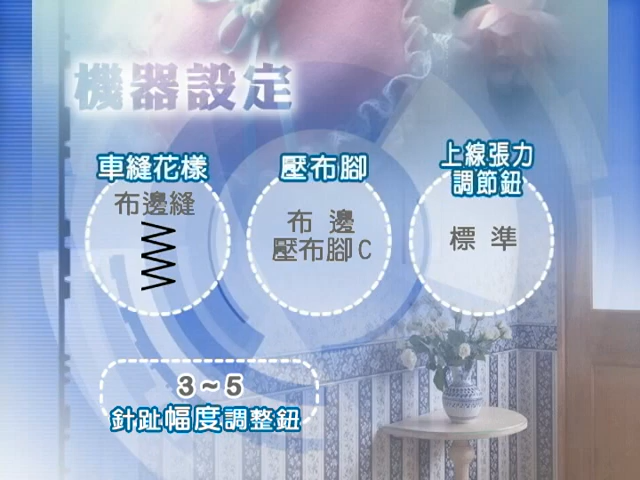 機器設定
車縫花樣
布邊縫
壓布腳
布 邊
壓布腳C
上線張力
調節鈕
標 準
3~5
針趾幅度調整鈕